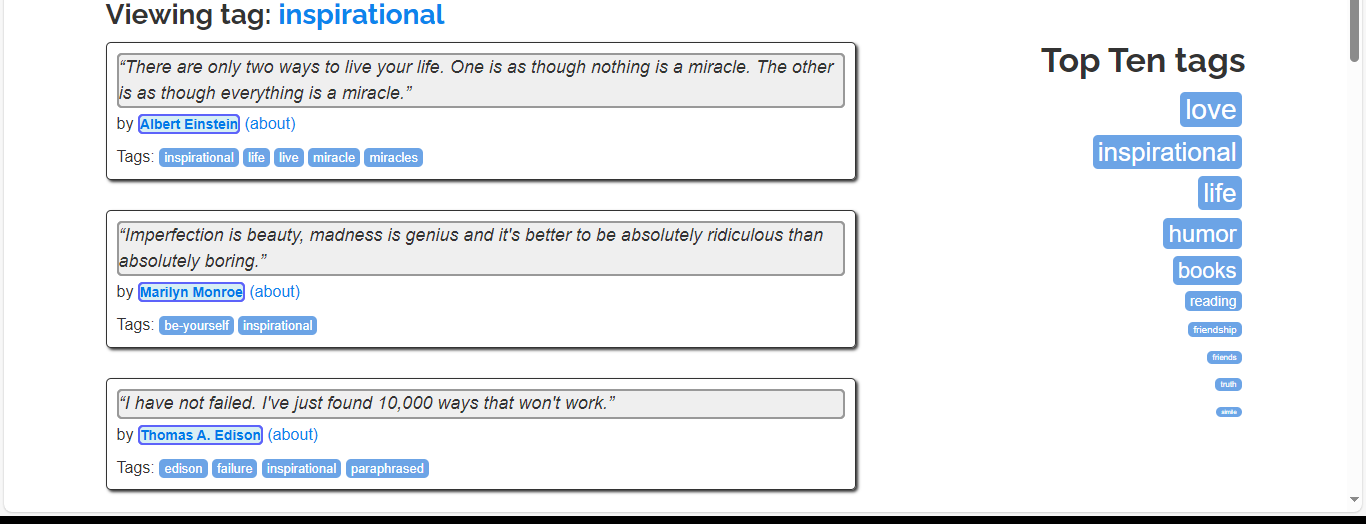 Viewing tag: inspirational
“There are only two ways to live your life. One is as though nothing is a miracle. The other
is as though everything is a miracle.”
by Albert Einstein (about)
Tags: inspirational life live miracle miracles
“Imperfection is beauty, madness is genius and it's better to be absolutely ridiculous than
absolutely boring.”
by Marilyn Monroe (about)
Tags: be-yourself inspirational
“I have not failed. I've just found 10,000 ways that won't work.”
by Thomas A. Edison (about)
Tags: edison failure inspirational paraphrased
Top Ten tags
love
inspirational
life
humor
books
reading
friendship
friends
truth
simile